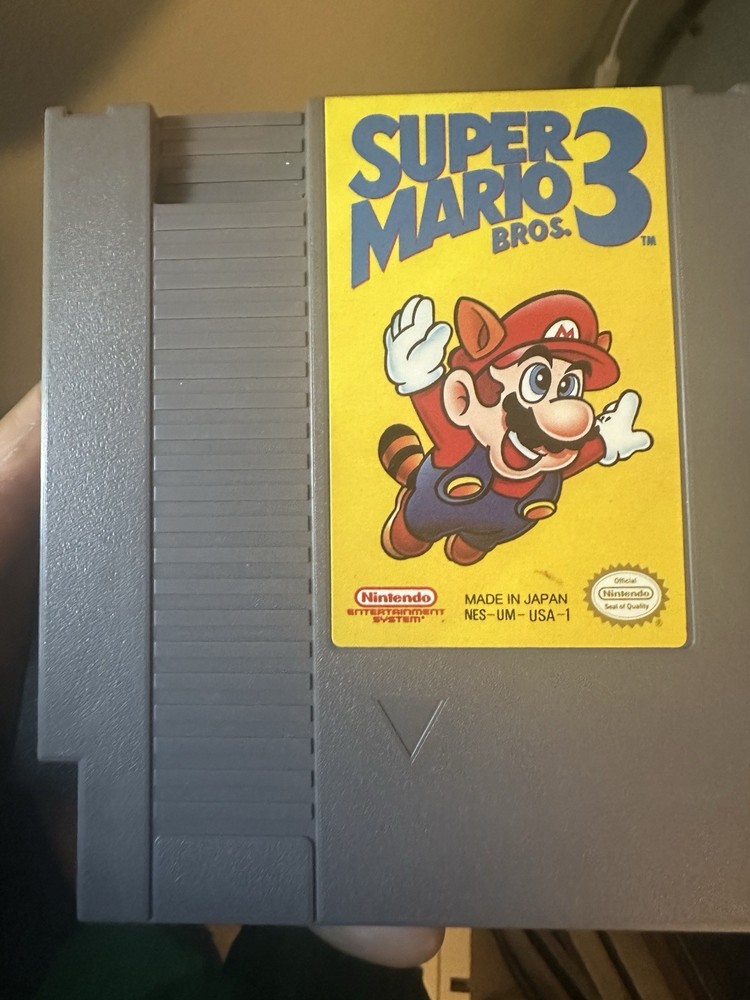 SUPER
MARIO 3
BROS. TM
M
Nintendo®
ENTERTAINMENT
SYSTEM
MADE IN JAPAN
NES-UM-USA-1
Official
Nintendo
Seal of Quality
®